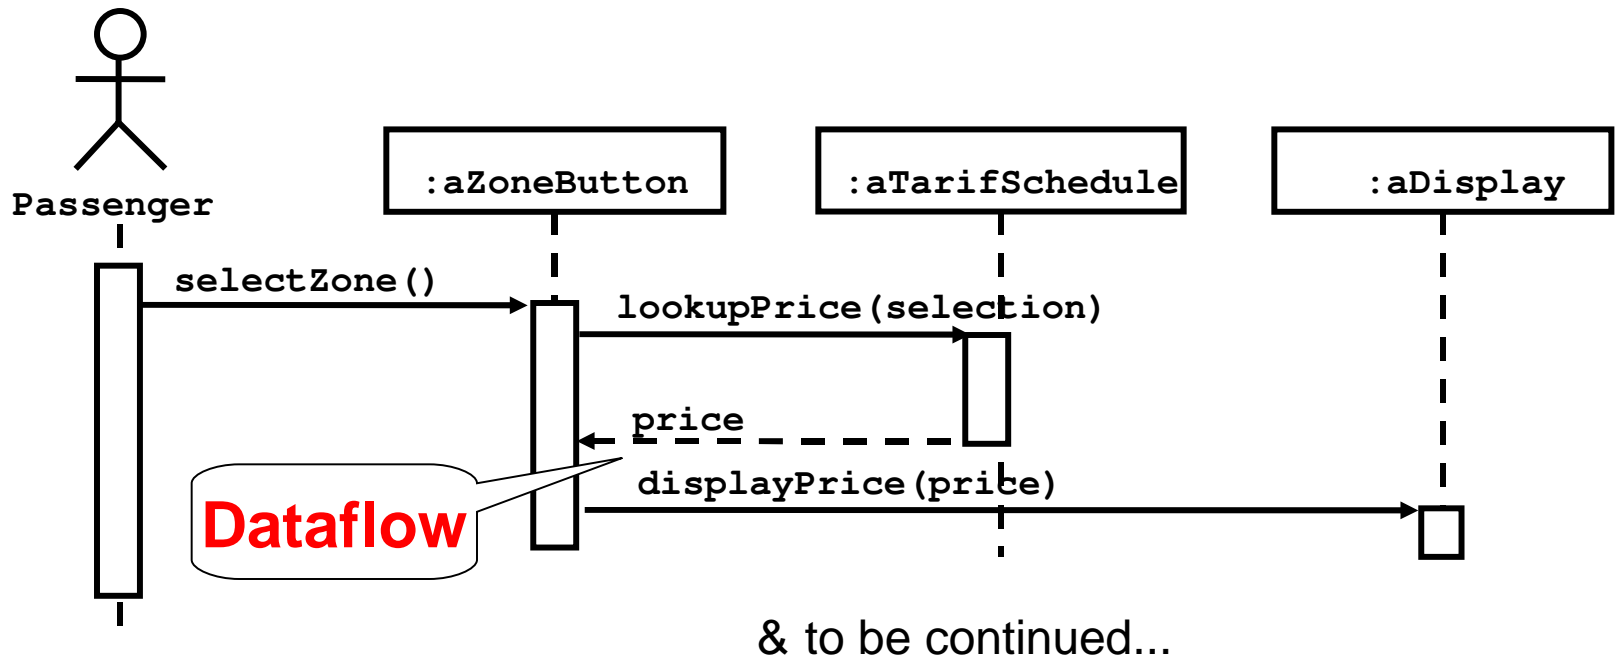 :aZoneButton
:aTarifSchedule
:aDisplay
Passenger
selectZone()
lookupPrice(selection)
price
displayPrice(price)
Dataflow
& to be continued...